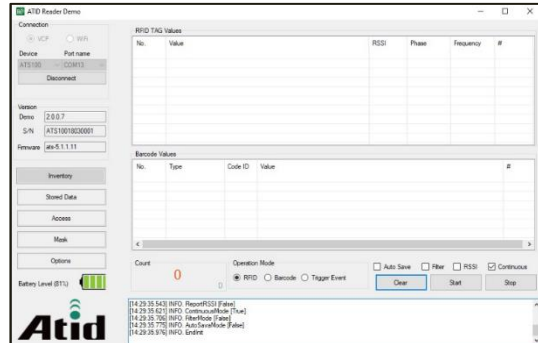 ATID Reader Demo
Connection
VCP WiFi
Device Port name
ATS100 COM13
Disconnect
Version
Demo 2.0.0.7
S/N ATS10018030001
Firmware ats-5.1.1.11
Inventory
Stored Data
Access
Mask
Options
Battery Level (81%)
Atid
RFID TAG Values
No. Value RSSI Phase Frequency #
Barcode Values
No. Type Code ID Value #
Count
0
D
Operation Mode
RFID Barcode Trigger Event
Auto Save Filter RSSI Continuous
Clear Start Stop
[14:29:35.543] INFO. ReportRSSI [False]
[14:29:35.621] INFO. ContinuousMode [True]
[14:29:35.706] INFO. FilterMode [False]
[14:29:35.775] INFO. AutoSaveMode [False]
[14:29:35.976] INFO. EndInit